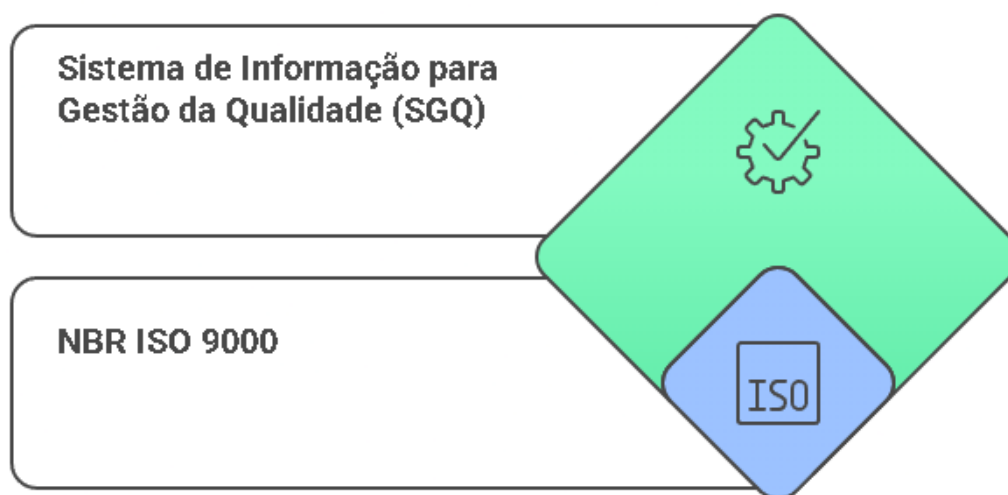 Sistema de Informação para
Gestão da Qualidade (SGQ)
NBR ISO 9000
ISO